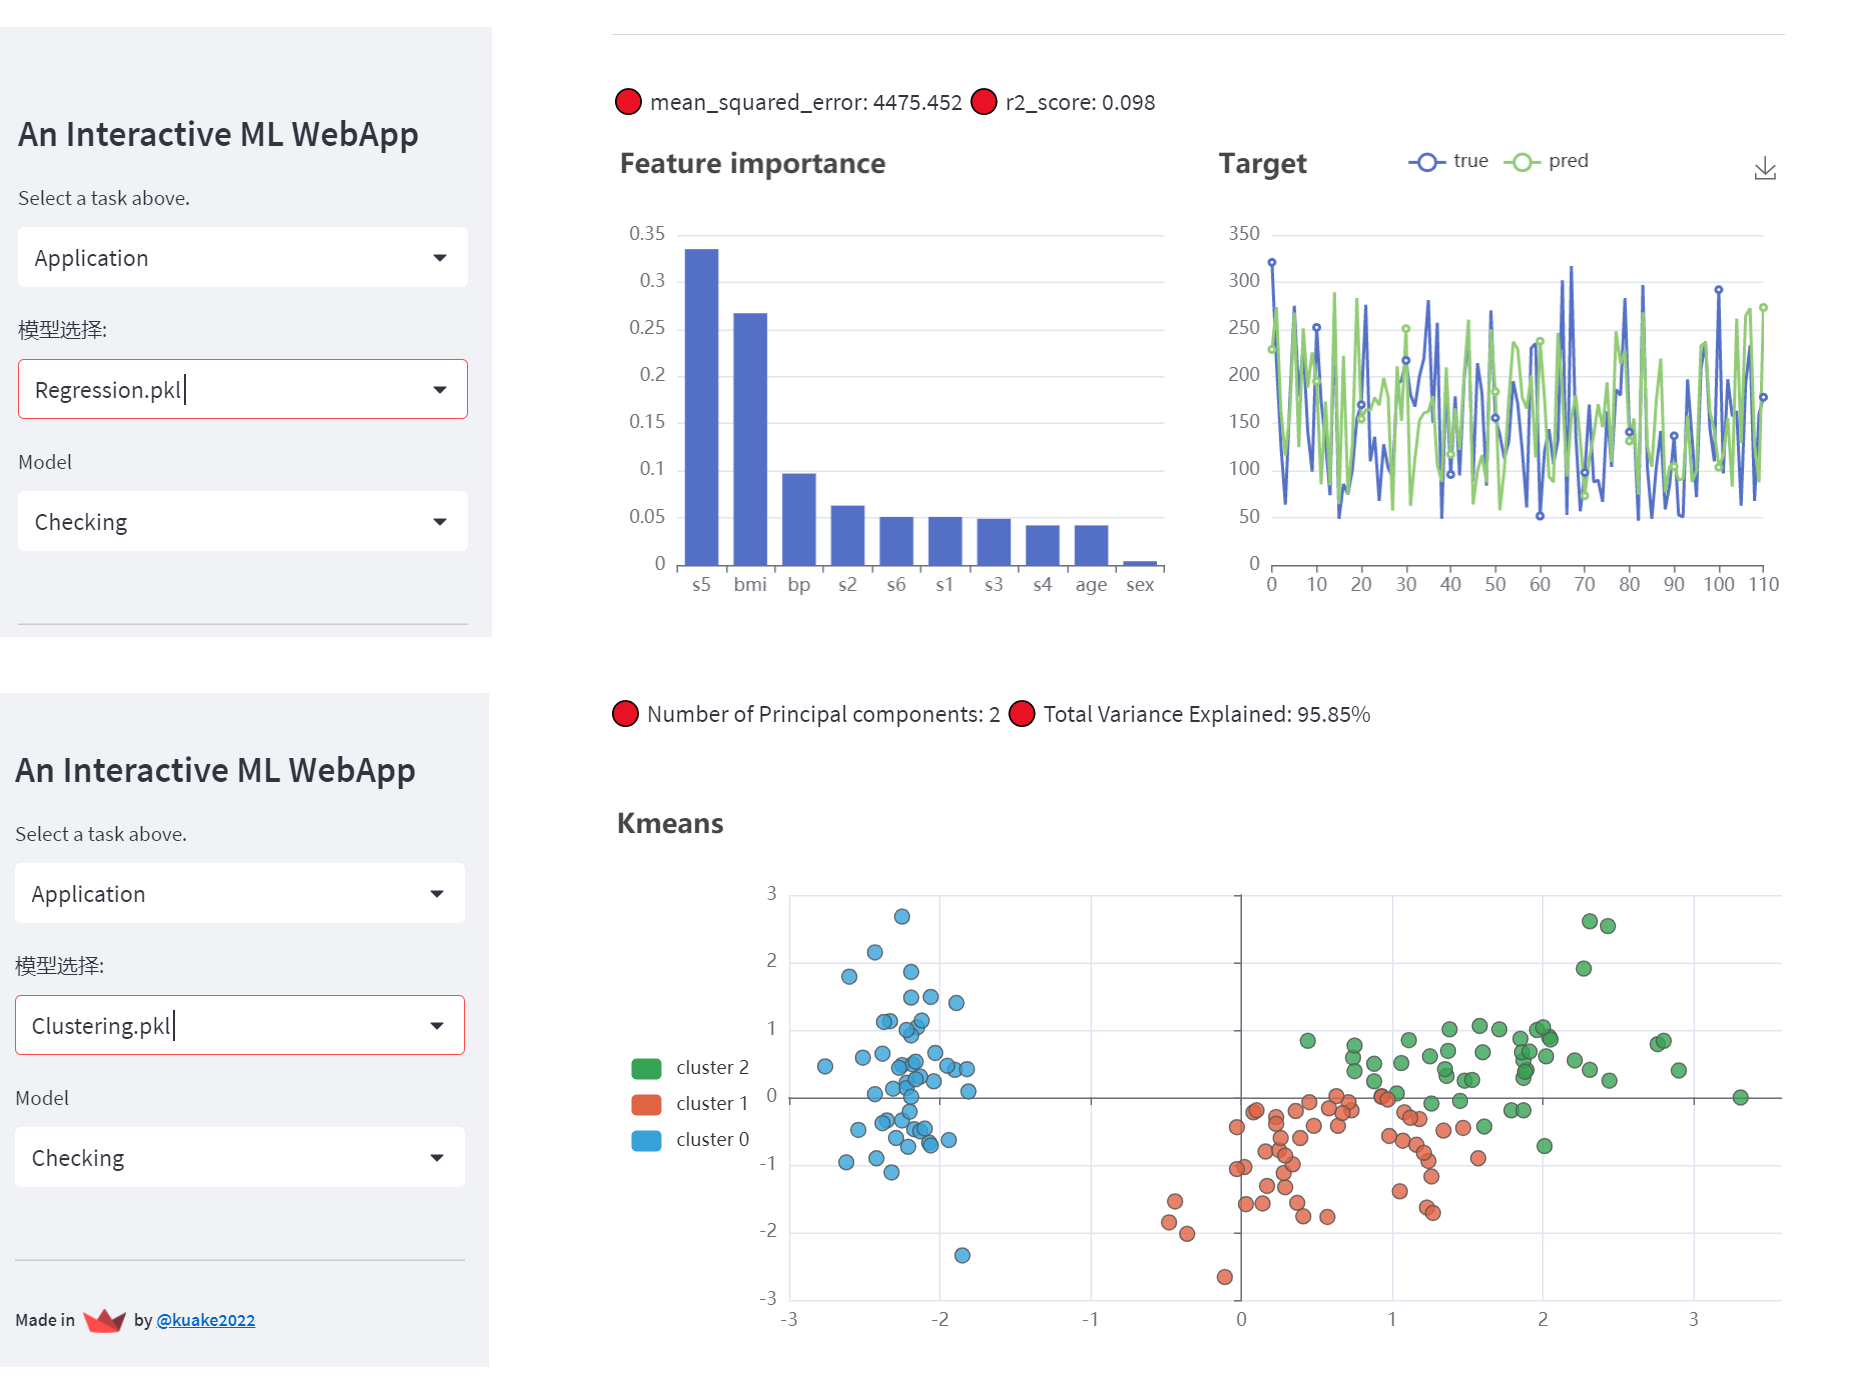 An Interactive ML WebApp
Select a task above.
Application
模型选择:
Regression.pkl
Model
Checking
mean_squared_error: 4475.452 r2_score: 0.098
Feature importance
0.35
0.3
0.25
0.2
0.15
0.1
0.05
0
s5 bmi bp s2 s6 s1 s3 s4 age sex
Target
true pred
350
300
250
200
150
100
50
0
0 10 20 30 40 50 60 70 80 90 100 110
An Interactive ML WebApp
Select a task above.
Application
模型选择:
Clustering.pkl
Model
Checking
Made in by @kuake2022
Number of Principal components: 2 Total Variance Explained: 95.85%
Kmeans
cluster 2
cluster 1
cluster 0
3
2
1
0
-1
-2
-3
-3 -2 -1 0 1 2 3